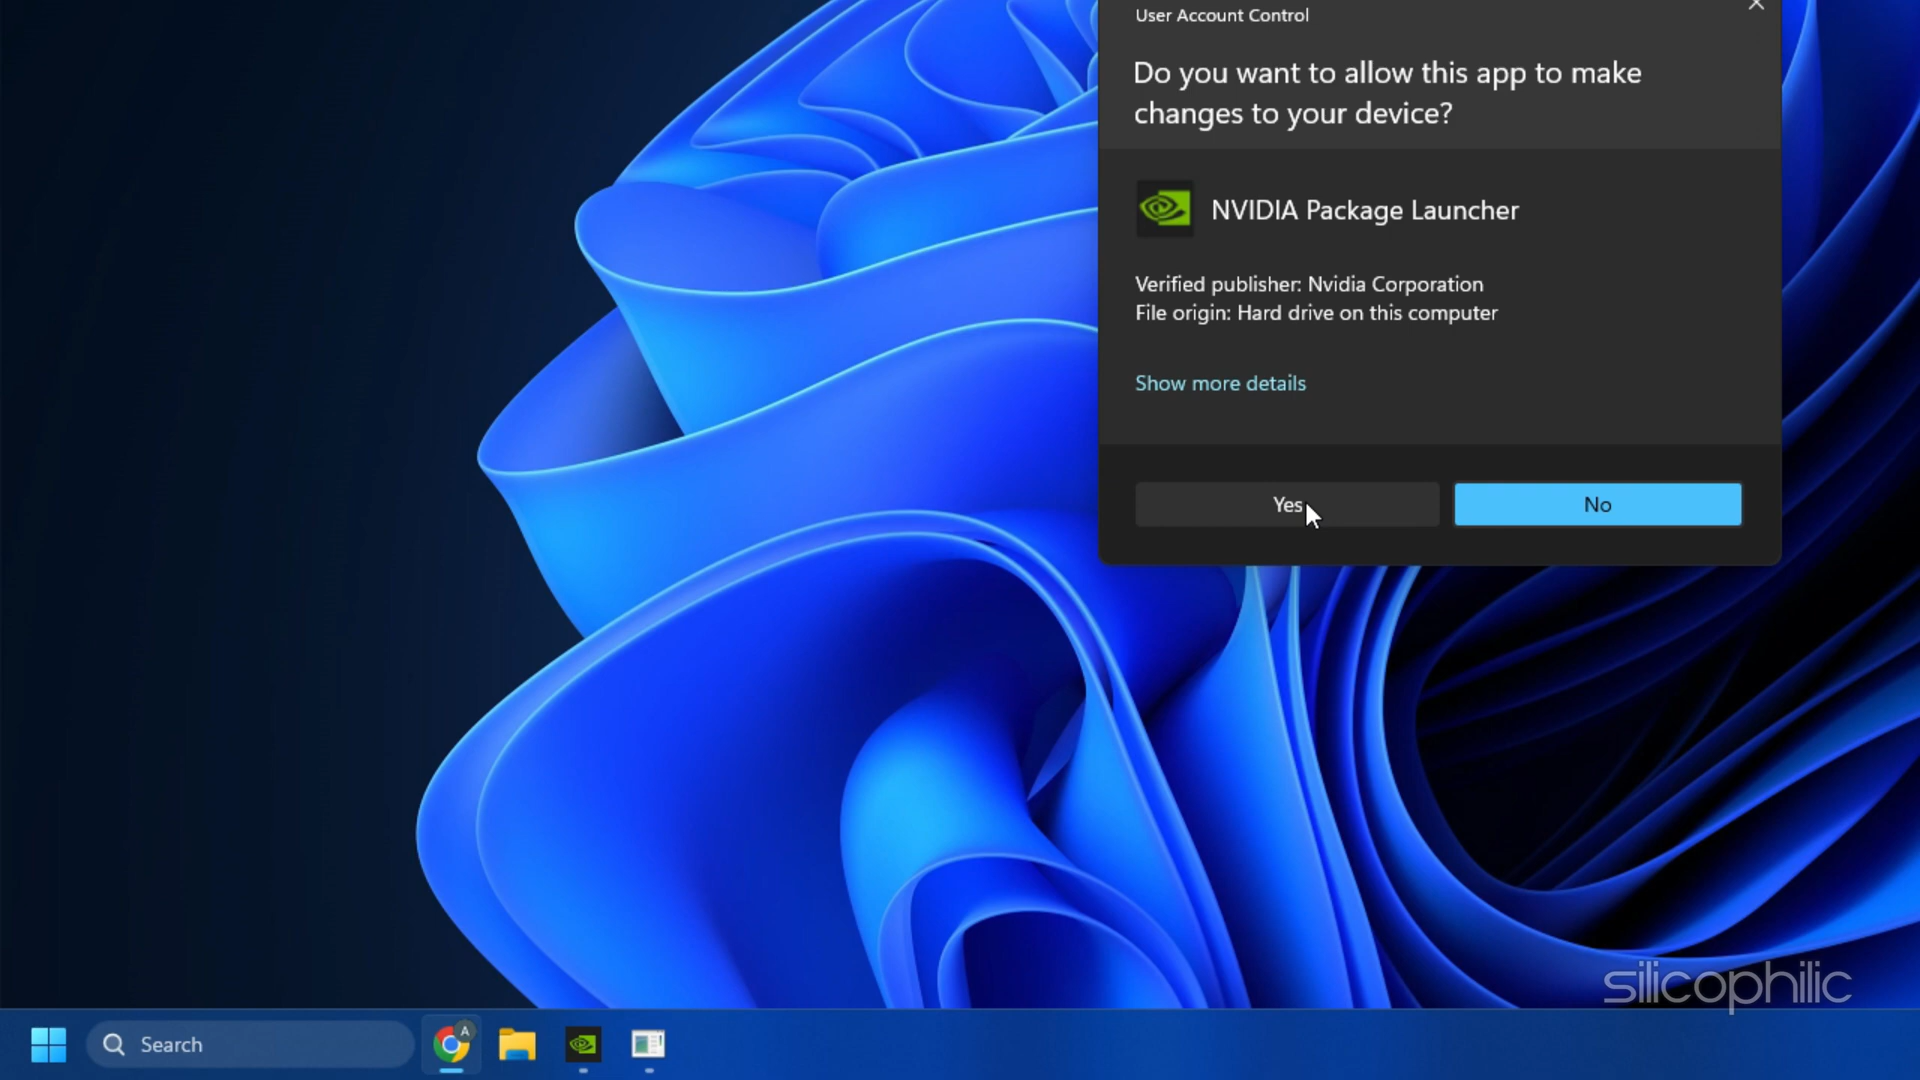 User Account Control
Do you want to allow this app to make
changes to your device?
NVIDIA Package Launcher
Verified publisher: Nvidia Corporation
File origin: Hard drive on this computer
Show more details
Yes
No
silicophilic
Search
A